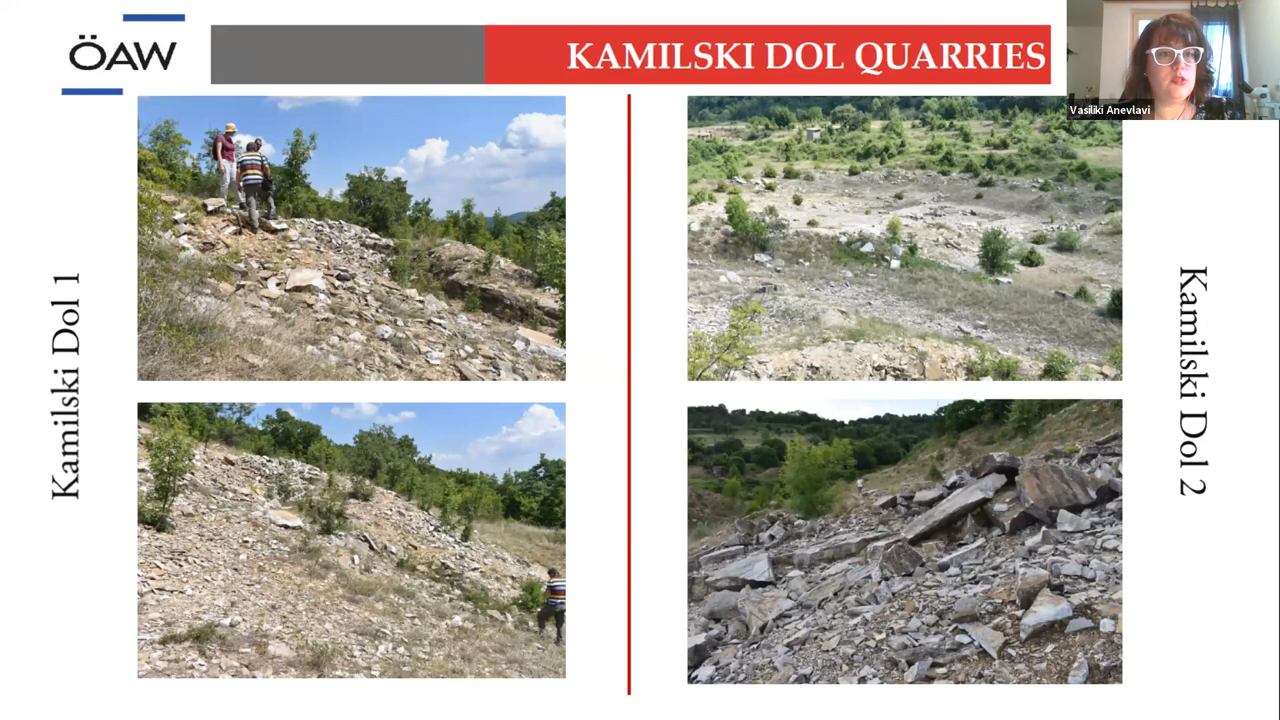 ÖAW
KAMILSKI DOL QUARRIES
Vasiliki Anevlavi
Kamilski Dol 1
Kamilski Dol 2